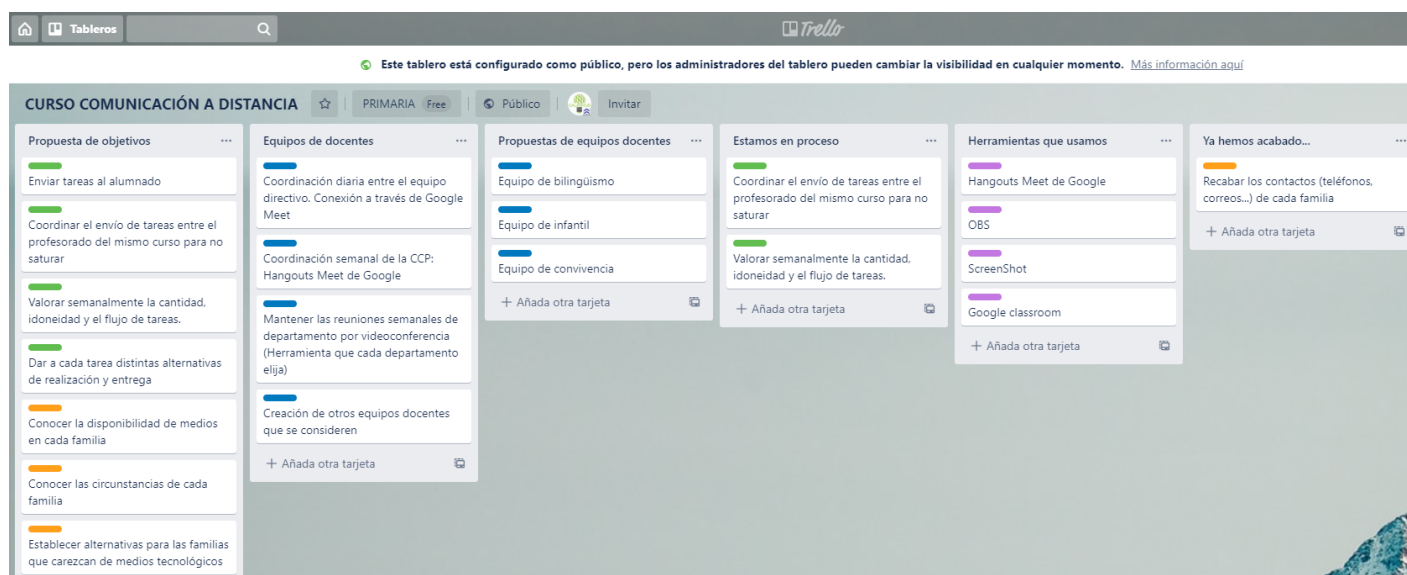 Tableros
Trello
Este tablero está configurado como público, pero los administradores del tablero pueden cambiar la visibilidad en cualquier momento. Más información aquí
CURSO COMUNICACIÓN A DISTANCIA
PRIMARIA Free
Público
Invitar
Propuesta de objetivos
Enviar tareas al alumnado
Coordinar el envío de tareas entre el
profesorado del mismo curso para no
saturar
Valorar semanalmente la cantidad,
idoneidad y el flujo de tareas.
Dar a cada tarea distintas alternativas
de realización y entrega
Conocer la disponibilidad de medios
en cada familia
Conocer las circunstancias de cada
familia
Establecer alternativas para las familias
que carezcan de medios tecnológicos
Equipos de docentes
Coordinación diaria entre el equipo
directivo. Conexión a través de Google
Meet
Coordinación semanal de la CCP:
Hangouts Meet de Google
Mantener las reuniones semanales de
departamento por videoconferencia
(Herramienta que cada departamento
elija)
Creación de otros equipos docentes
que se consideren
+ Añada otra tarjeta
Propuestas de equipos docentes
Equipo de bilingüismo
Equipo de infantil
Equipo de convivencia
+ Añada otra tarjeta
Estamos en proceso
Coordinar el envío de tareas entre el
profesorado del mismo curso para no
saturar
Valorar semanalmente la cantidad,
idoneidad y el flujo de tareas.
+ Añada otra tarjeta
Herramientas que usamos
Hangouts Meet de Google
OBS
ScreenShot
Google classroom
+ Añada otra tarjeta
Ya hemos acabado...
Recabar los contactos (teléfonos,
correos...) de cada familia
+ Añada otra tarjeta